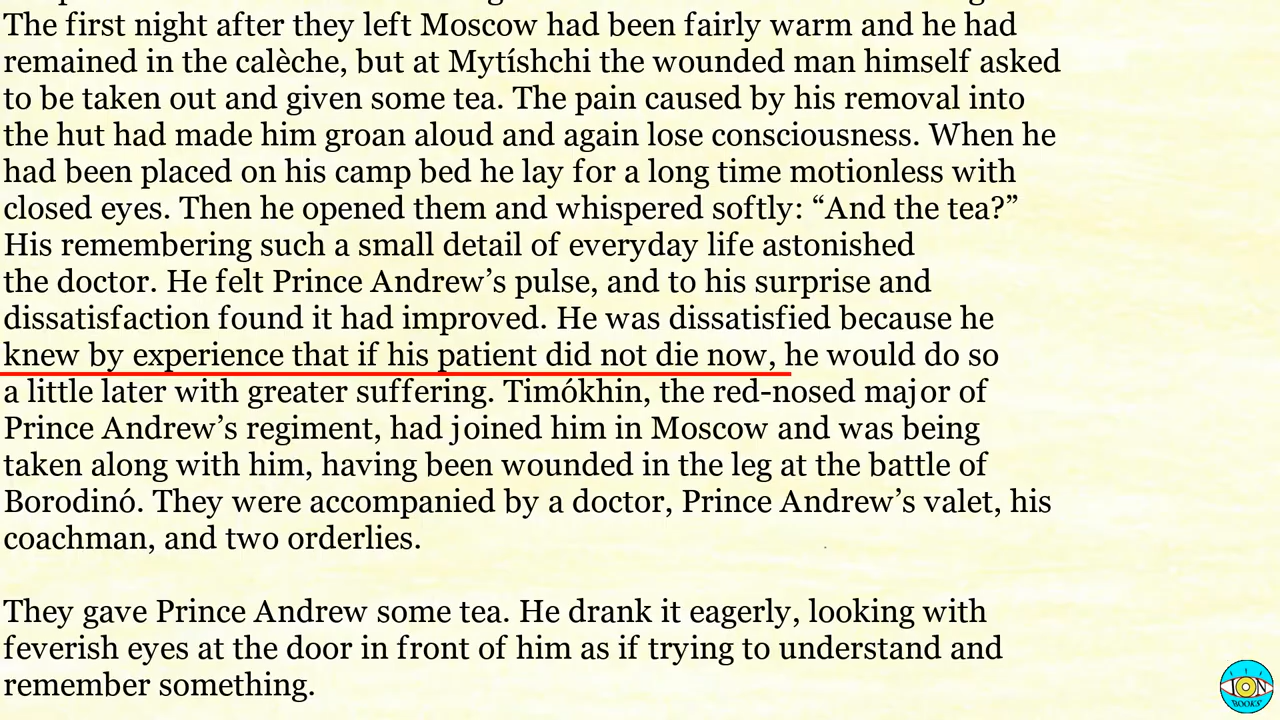 The first night after they left Moscow had been fairly warm and he had
remained in the calèche, but at Mytíshchi the wounded man himself asked
to be taken out and given some tea. The pain caused by his removal into
the hut had made him groan aloud and again lose consciousness. When he
had been placed on his camp bed he lay for a long time motionless with
closed eyes. Then he opened them and whispered softly: “And the tea?”
His remembering such a small detail of everyday life astonished
the doctor. He felt Prince Andrew’s pulse, and to his surprise and
dissatisfaction found it had improved. He was dissatisfied because he
knew by experience that if his patient did not die now, he would do so
a little later with greater suffering. Timókhin, the red-nosed major of
Prince Andrew’s regiment, had joined him in Moscow and was being
taken along with him, having been wounded in the leg at the battle of
Borodinó. They were accompanied by a doctor, Prince Andrew’s valet, his
coachman, and two orderlies.
They gave Prince Andrew some tea. He drank it eagerly, looking with
feverish eyes at the door in front of him as if trying to understand and
remember something.
ION
BOOKS